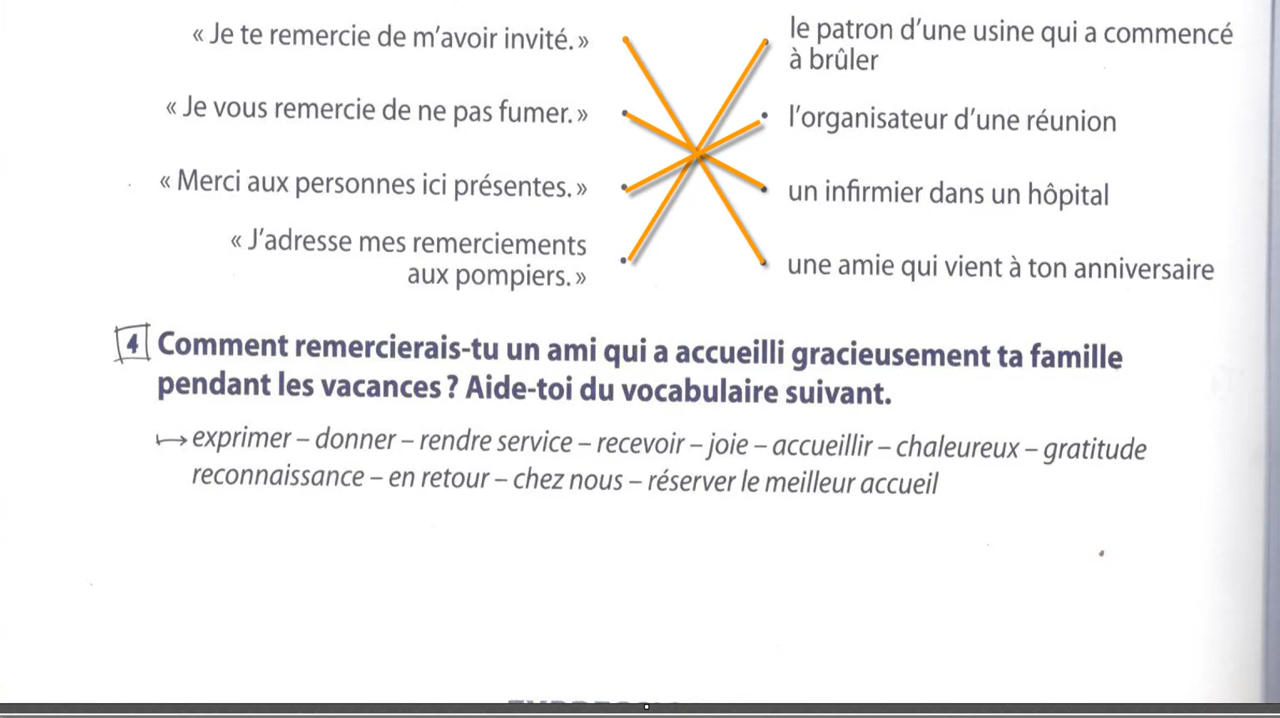 « Je te remercie de m’avoir invité. »
le patron d’une usine qui a commencé
à brûler
« Je vous remercie de ne pas fumer. »
l’organisateur d’une réunion
« Merci aux personnes ici présentes. »
un infirmier dans un hôpital
« J’adresse mes remerciements
aux pompiers. »
une amie qui vient à ton anniversaire
4 Comment remercierais-tu un ami qui a accueilli gracieusement ta famille
pendant les vacances ? Aide-toi du vocabulaire suivant.
↦ exprimer – donner – rendre service – recevoir – joie – accueillir – chaleureux – gratitude
reconnaissance – en retour – chez nous – réserver le meilleur accueil